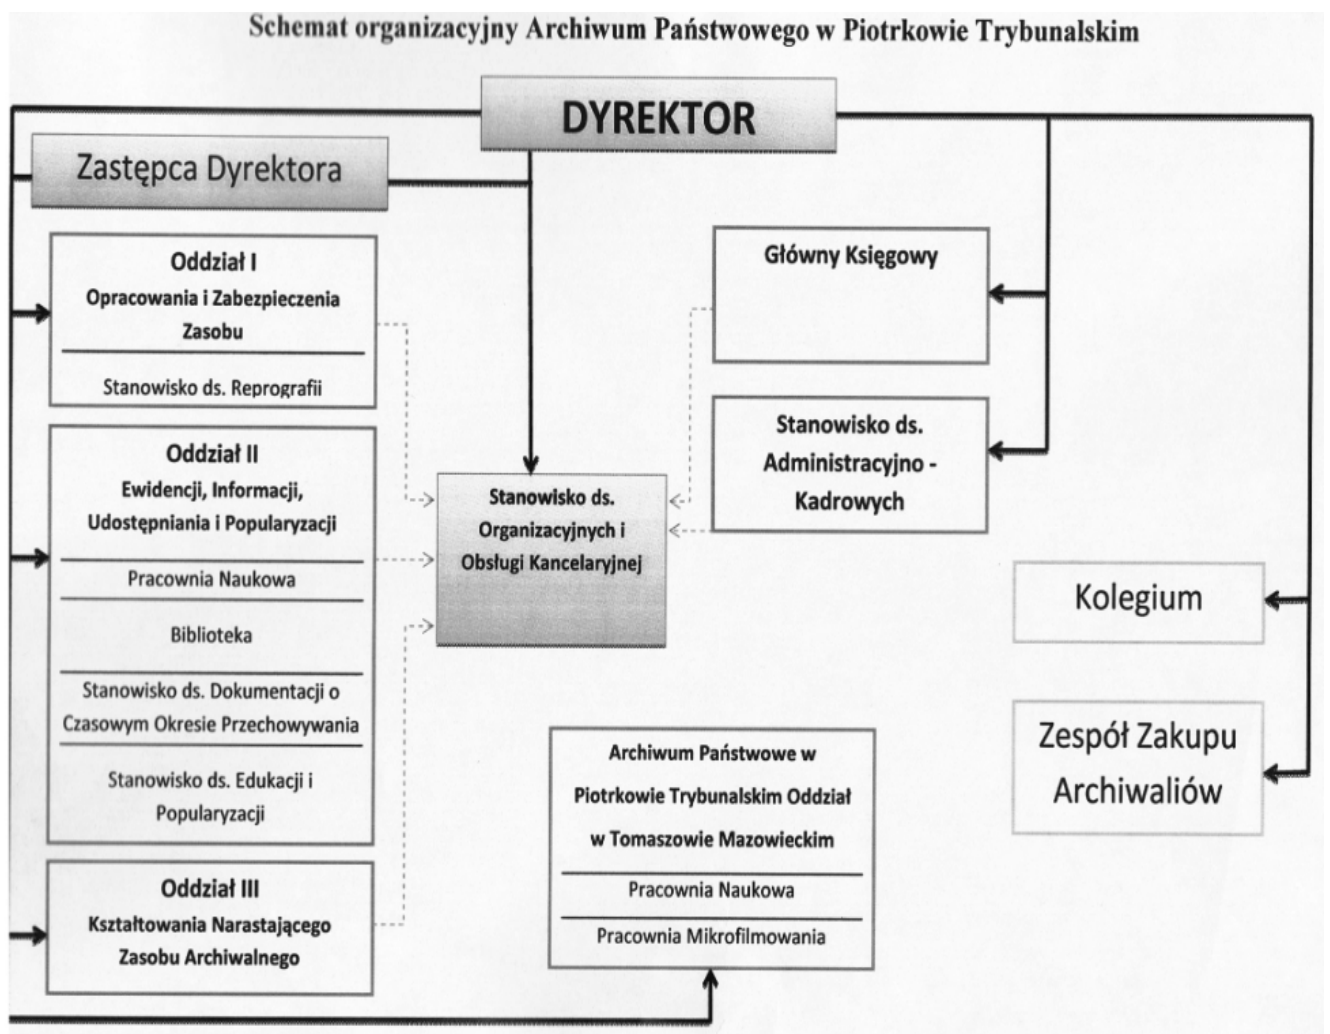 Schemat organizacyjny Archiwum Państwowego w Piotrkowie Trybunalskim
DYREKTOR
Zastępca Dyrektora
Oddział I
Opracowania i Zabezpieczenia
Zasobu
Stanowisko ds. Reprografii
Oddział II
Ewidencji, Informacji,
Udostępniania i Popularyzacji
Pracownia Naukowa
Biblioteka
Stanowisko ds. Dokumentacji o
Czasowym Okresie Przechowywania
Stanowisko ds. Edukacji i
Popularyzacji
Oddział III
Kształtowania Narastającego
Zasobu Archiwalnego
Stanowisko ds.
Organizacyjnych i
Obsługi Kancelaryjnej
Główny Księgowy
Stanowisko ds.
Administracyjno -
Kadrowych
Archiwum Państwowe w
Piotrkowie Trybunalskim Oddział
w Tomaszowie Mazowieckim
Pracownia Naukowa
Pracownia Mikrofilmowania
Kolegium
Zespół Zakupu
Archiwaliów